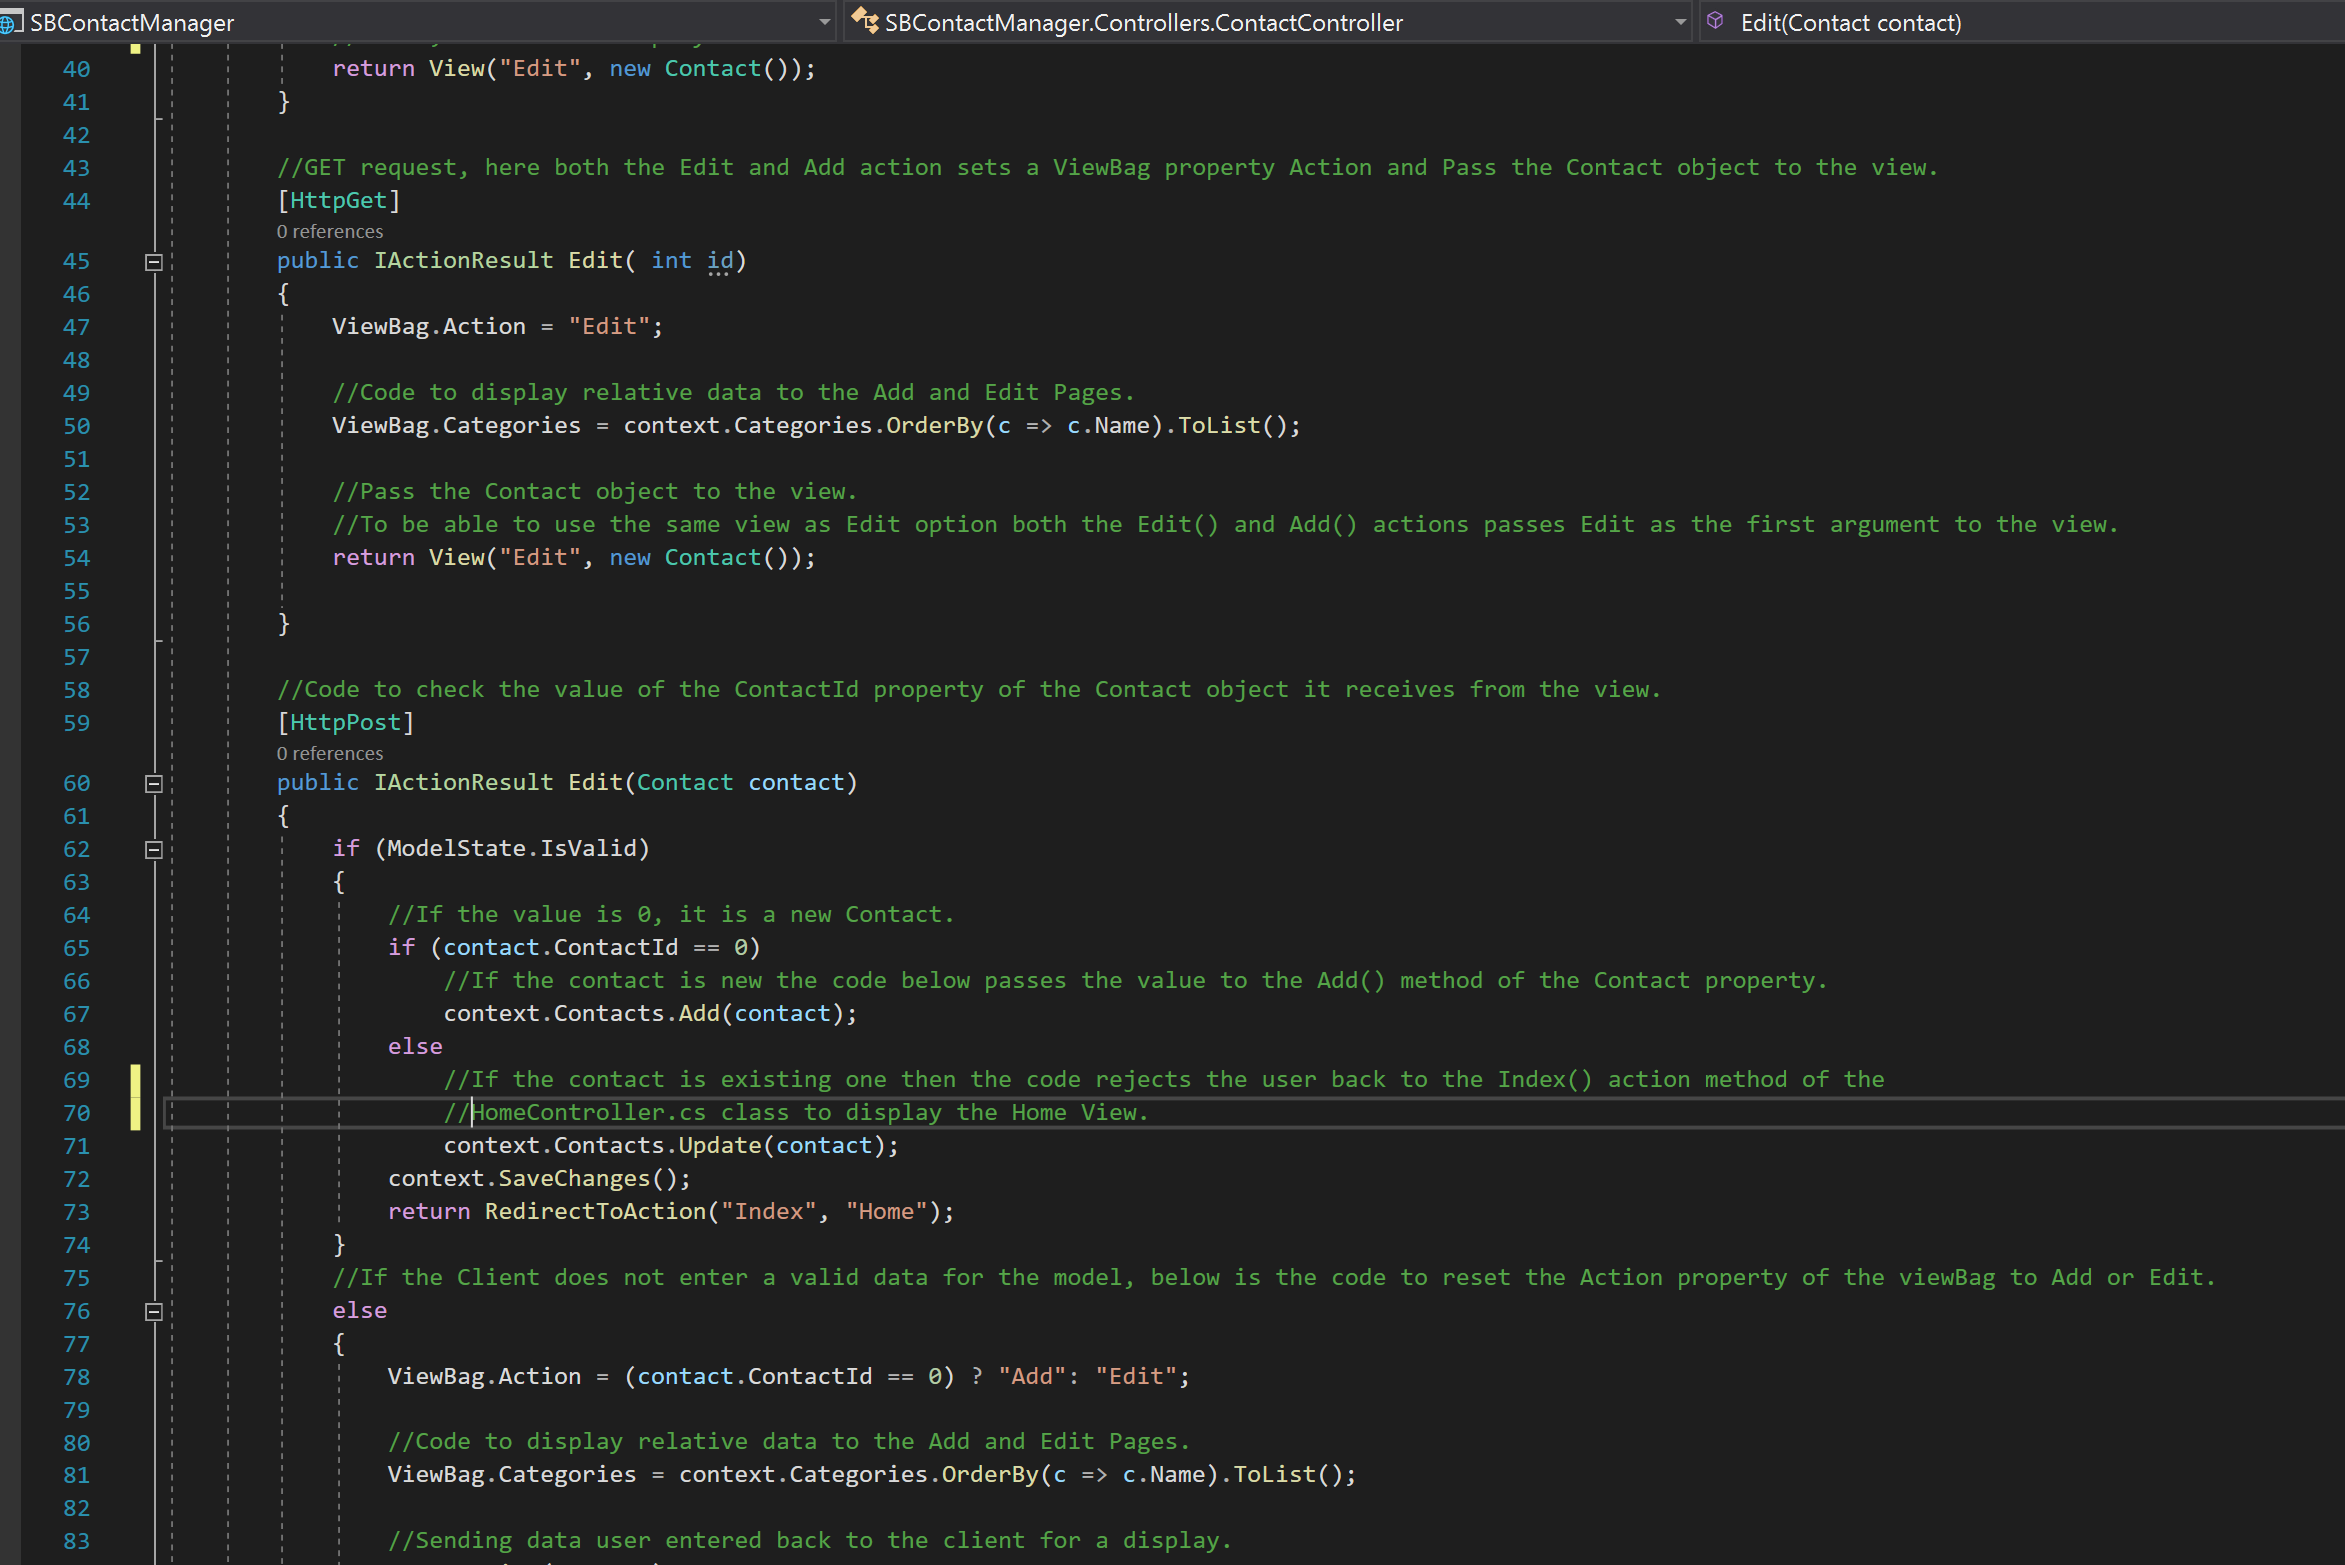 SBContactManager SBContactManager.Controllers.ContactController Edit(Contact contact)
40 return View("Edit", new Contact());
41 }
42
43 //GET request, here both the Edit and Add action sets a ViewBag property Action and Pass the Contact object to the view.
44 [HttpGet]
0 references
45 public IActionResult Edit( int id)
46 {
47 ViewBag.Action = "Edit";
48
49 //Code to display relative data to the Add and Edit Pages.
50 ViewBag.Categories = context.Categories.OrderBy(c => c.Name).ToList();
51
52 //Pass the Contact object to the view.
53 //To be able to use the same view as Edit option both the Edit() and Add() actions passes Edit as the first argument to the view.
54 return View("Edit", new Contact());
55
56 }
57
58 //Code to check the value of the ContactId property of the Contact object it receives from the view.
59 [HttpPost]
0 references
60 public IActionResult Edit(Contact contact)
61 {
62 if (ModelState.IsValid)
63 {
64 //If the value is 0, it is a new Contact.
65 if (contact.ContactId == 0)
66 //If the contact is new the code below passes the value to the Add() method of the Contact property.
67 context.Contacts.Add(contact);
68 else
69 //If the contact is existing one then the code rejects the user back to the Index() action method of the
70 //HomeController.cs class to display the Home View.
71 context.Contacts.Update(contact);
72 context.SaveChanges();
73 return RedirectToAction("Index", "Home");
74 }
75 //If the Client does not enter a valid data for the model, below is the code to reset the Action property of the viewBag to Add or Edit.
76 else
77 {
78 ViewBag.Action = (contact.ContactId == 0) ? "Add": "Edit";
79
80 //Code to display relative data to the Add and Edit Pages.
81 ViewBag.Categories = context.Categories.OrderBy(c => c.Name).ToList();
82
83 //Sending data user entered back to the client for a display.